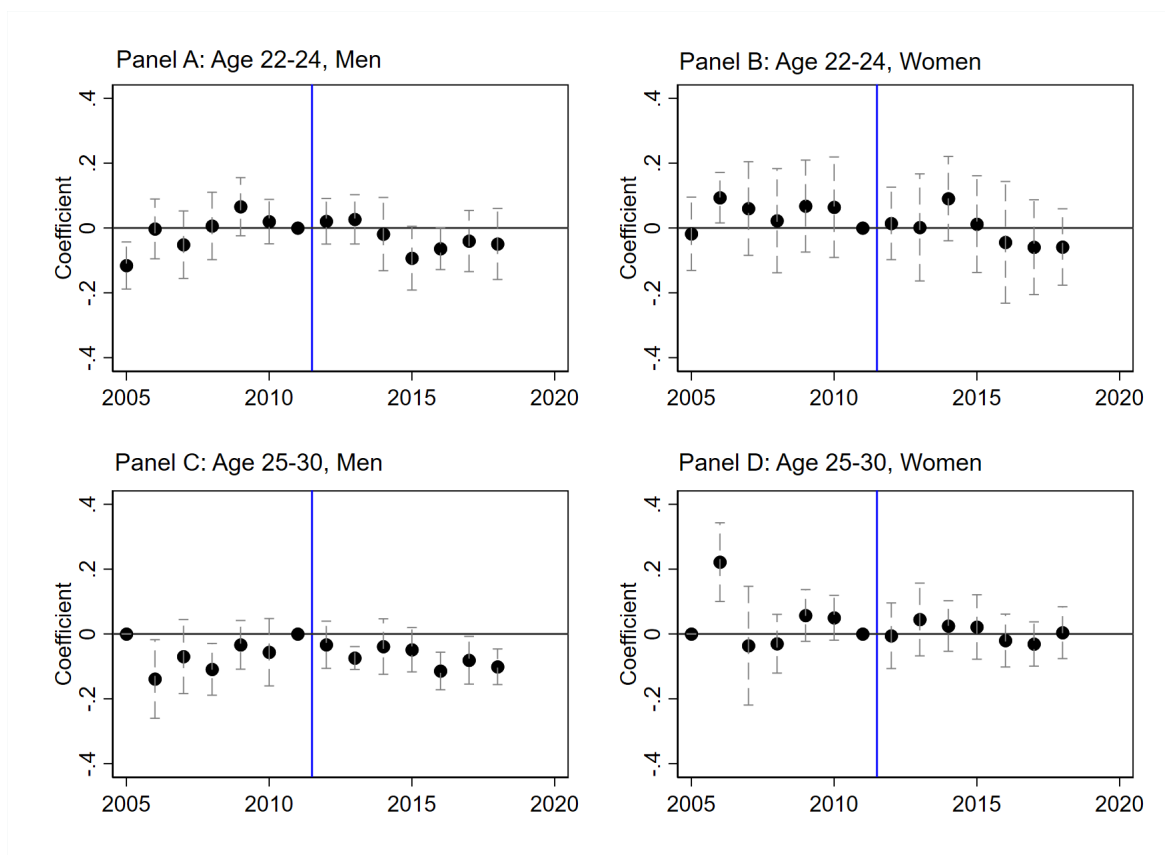 Panel A: Age 22-24, Men
Coefficient
.4
.2
0
-.2
-.4
2005 2010 2015 2020
Panel B: Age 22-24, Women
Coefficient
.4
.2
0
-.2
-.4
2005 2010 2015 2020
Panel C: Age 25-30, Men
Coefficient
.4
.2
0
-.2
-.4
2005 2010 2015 2020
Panel D: Age 25-30, Women
Coefficient
.4
.2
0
-.2
-.4
2005 2010 2015 2020